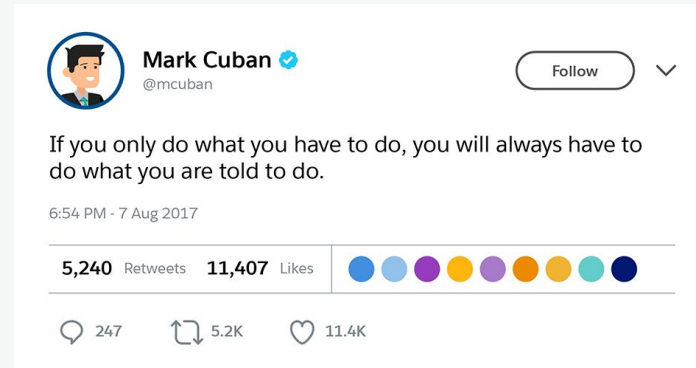 Mark Cuban
@mcuban
Follow
If you only do what you have to do, you will always have to
do what you are told to do.
6:54 PM - 7 Aug 2017
5,240 Retweets 11,407 Likes
247 5.2K 11.4K